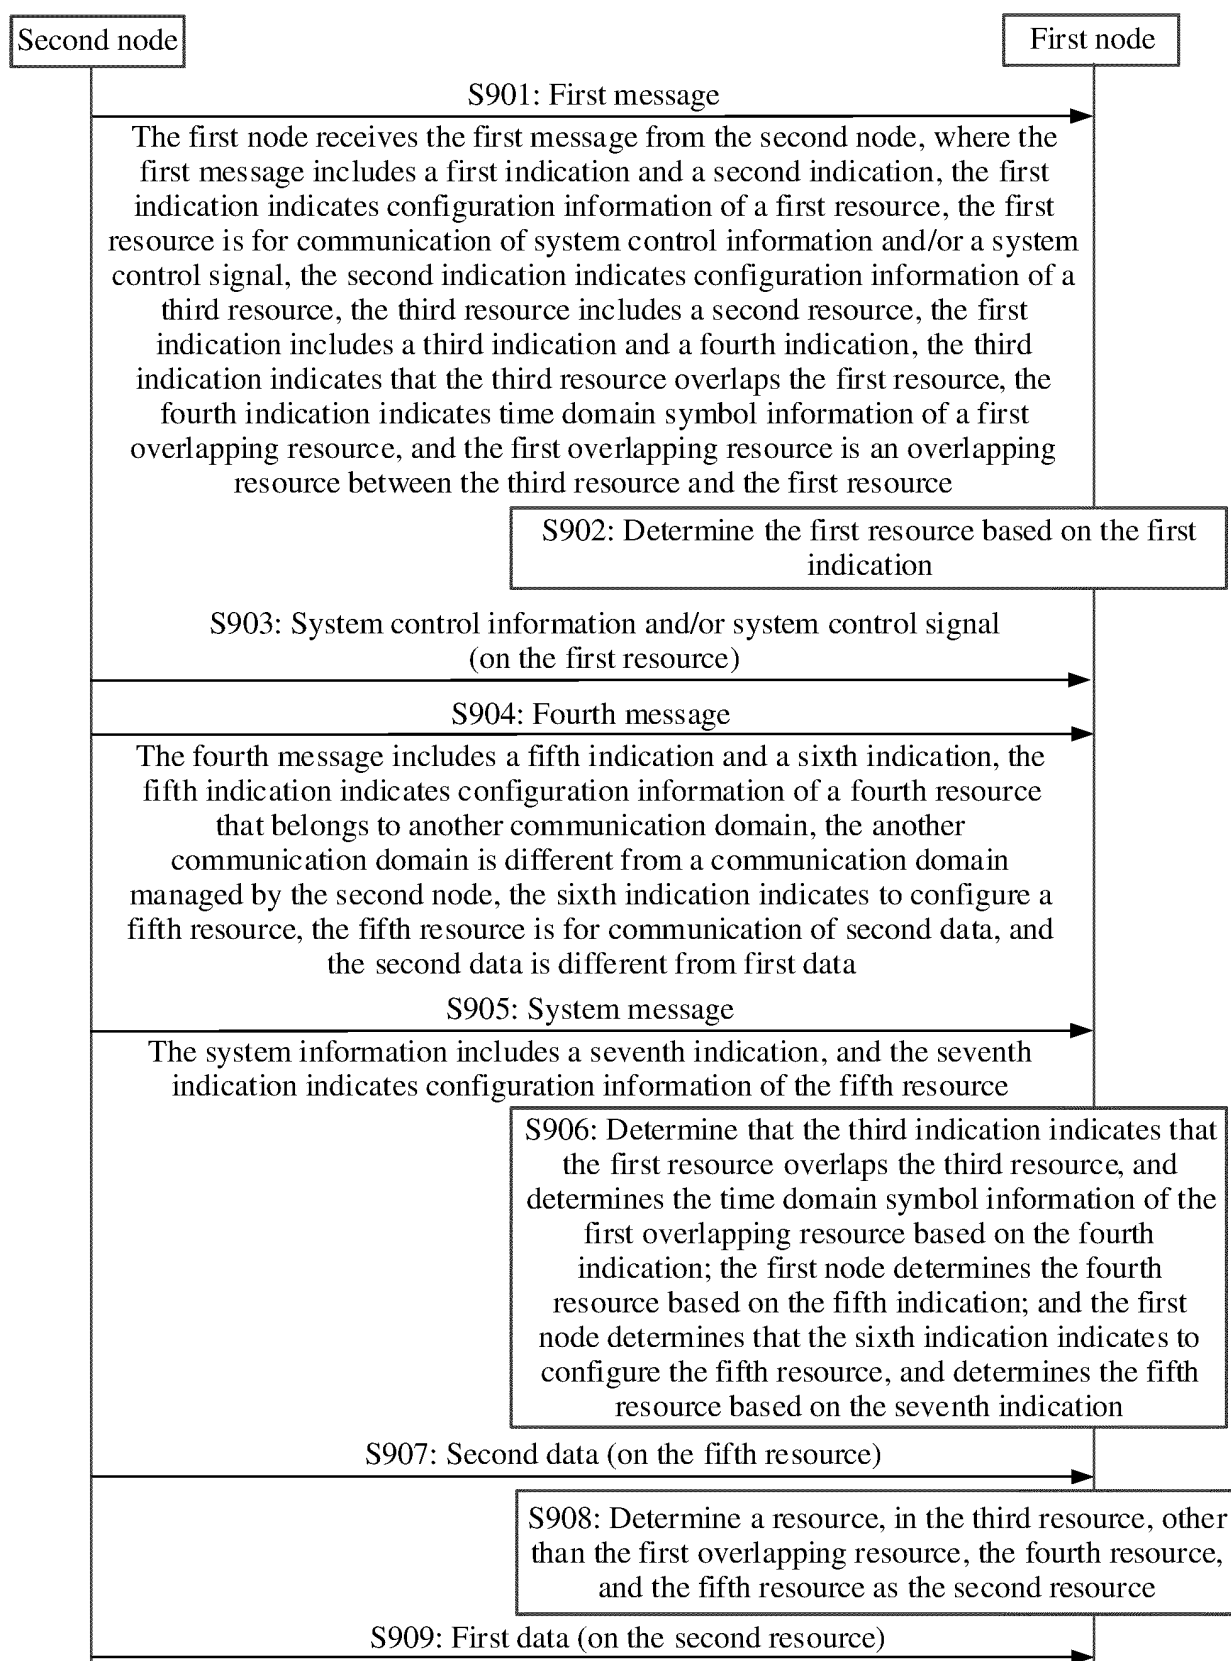 Second node
First node
S901: First message
The first node receives the first message from the second node, where the
first message includes a first indication and a second indication, the first
indication indicates configuration information of a first resource, the first
resource is for communication of system control information and/or a system
control signal, the second indication indicates configuration information of a
third resource, the third resource includes a second resource, the first
indication includes a third indication and a fourth indication, the third
indication indicates that the third resource overlaps the first resource, the
fourth indication indicates time domain symbol information of a first
overlapping resource, and the first overlapping resource is an overlapping
resource between the third resource and the first resource
S902: Determine the first resource based on the first
indication
S903: System control information and/or system control signal
(on the first resource)
S904: Fourth message
The fourth message includes a fifth indication and a sixth indication, the
fifth indication indicates configuration information of a fourth resource
that belongs to another communication domain, the another
communication domain is different from a communication domain
managed by the second node, the sixth indication indicates to configure a
fifth resource, the fifth resource is for communication of second data, and
the second data is different from first data
S905: System message
The system information includes a seventh indication, and the seventh
indication indicates configuration information of the fifth resource
S906: Determine that the third indication indicates that
the first resource overlaps the third resource, and
determines the time domain symbol information of the
first overlapping resource based on the fourth
indication; the first node determines the fourth
resource based on the fifth indication; and the first
node determines that the sixth indication indicates to
configure the fifth resource, and determines the fifth
resource based on the seventh indication
S907: Second data (on the fifth resource)
S908: Determine a resource, in the third resource, other
than the first overlapping resource, the fourth resource,
and the fifth resource as the second resource
S909: First data (on the second resource)